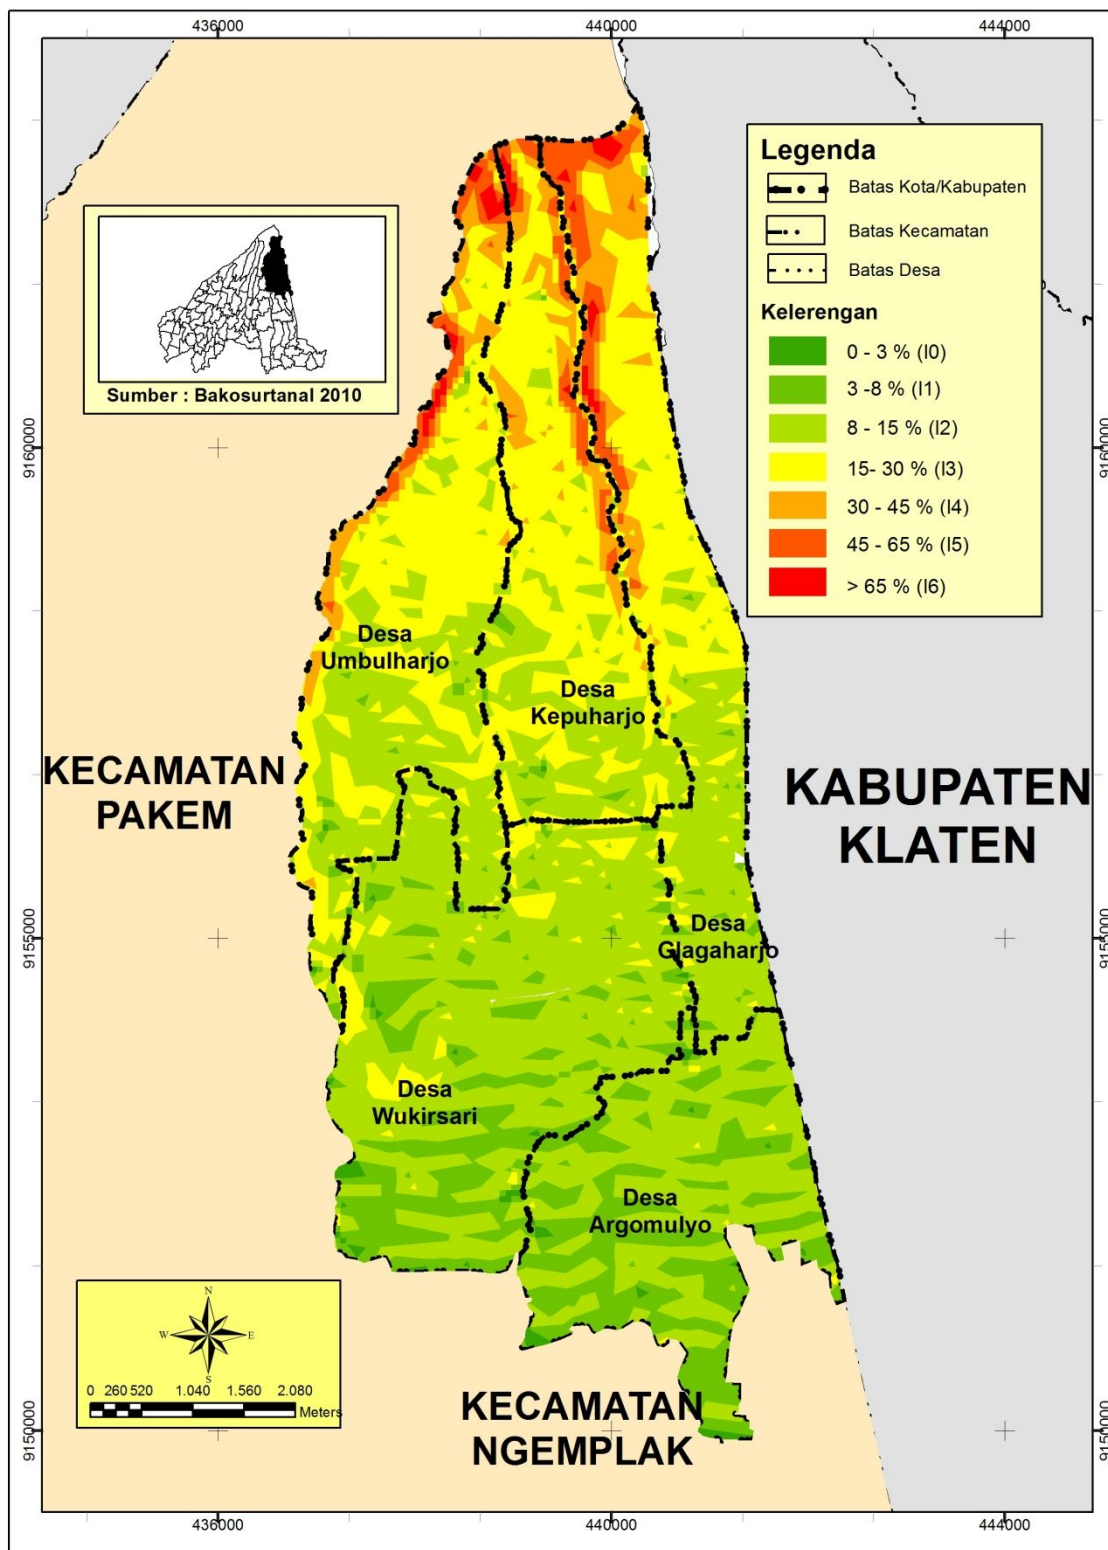 436000
440000
444000
Legenda
Batas Kota/Kabupaten
Batas Kecamatan
Batas Desa
Kelerengan
0 - 3 % (I0)
3 -8 % (I1)
8 - 15 % (I2)
15- 30 % (I3)
30 - 45 % (I4)
45 - 65 % (I5)
> 65 % (I6)
Sumber : Bakosurtanal 2010
9160000
9160000
Desa
Umbulharjo
Desa
Kepuharjo
KECAMATAN
PAKEM
KABUPATEN
KLATEN
9155000
9155000
Desa
Glagaharjo
Desa
Wukirsari
Desa
Argomulyo
N
W
E
S
0 260 520 1.040 1.560 2.080
Meters
KECAMATAN
NGEMPLAK
9150000
9150000
436000
440000
444000